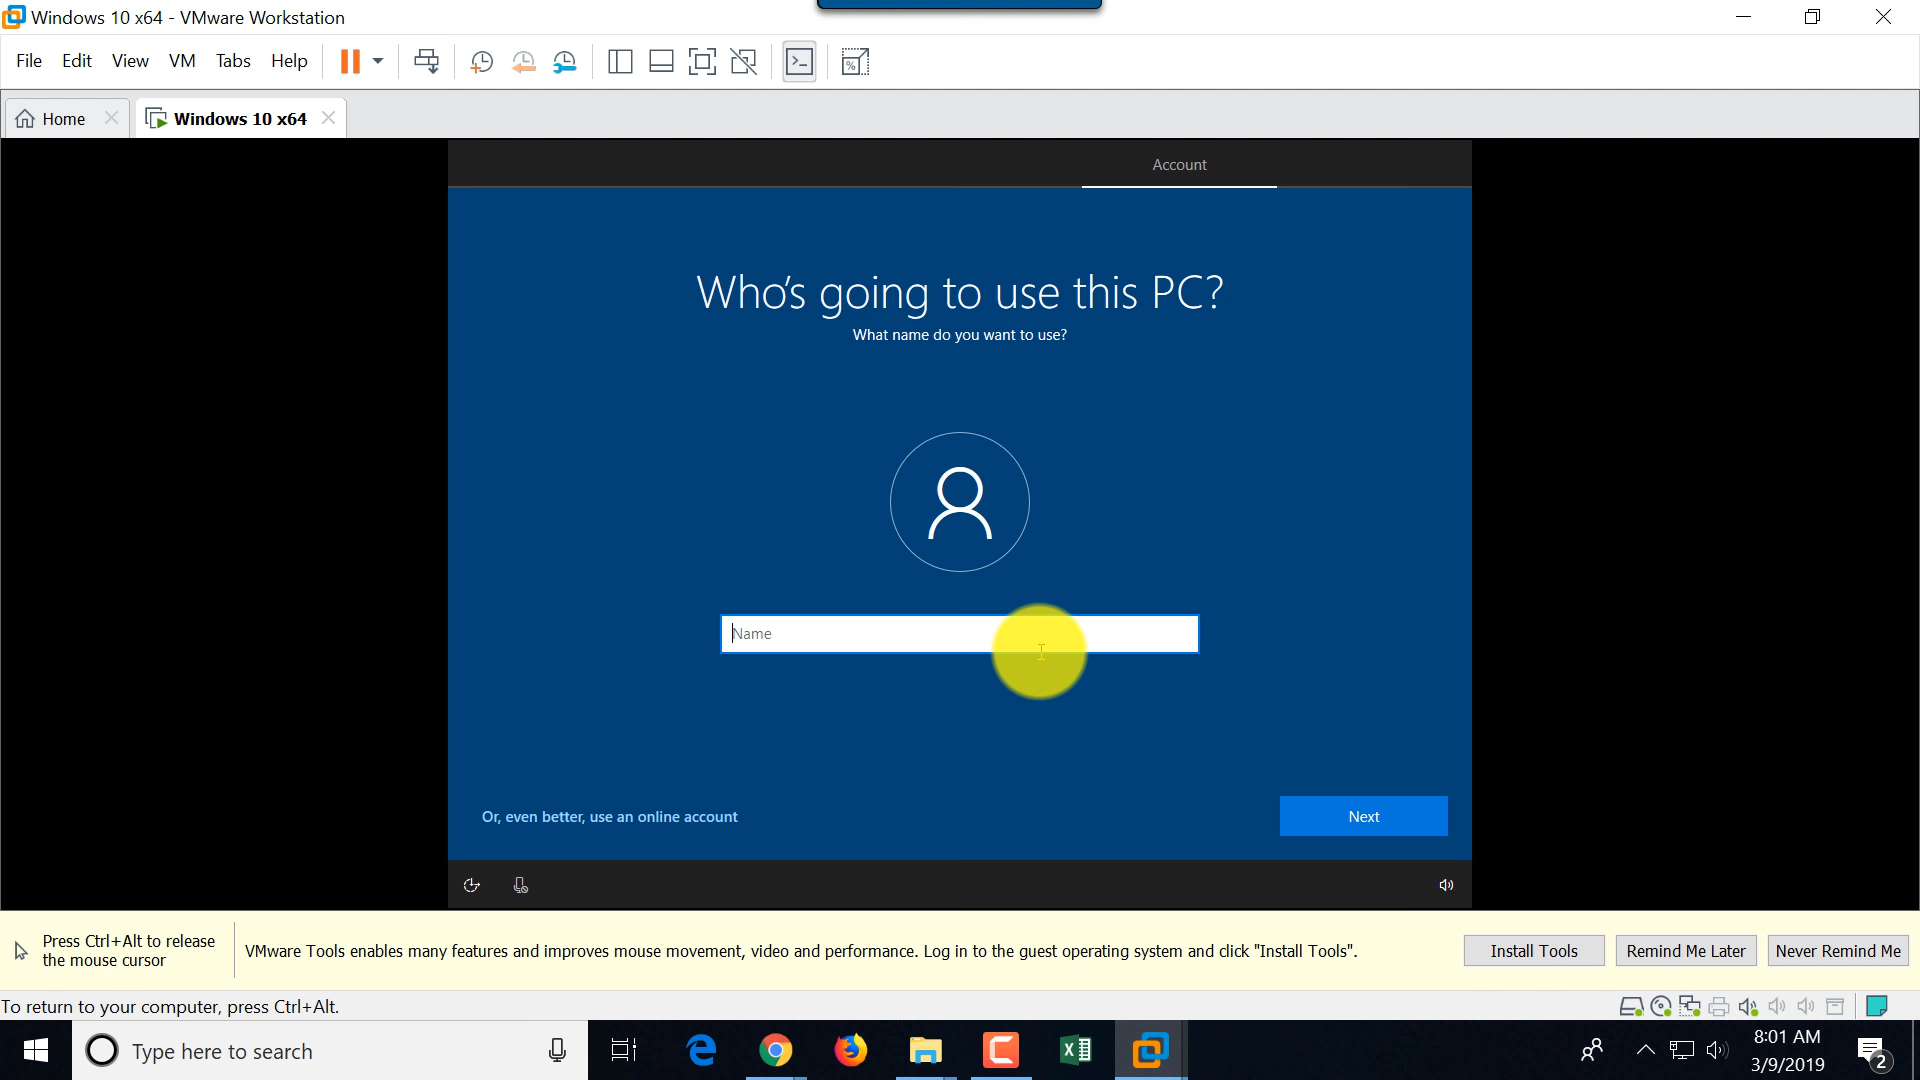 Windows 10 x64 - VMware Workstation
File Edit View VM Tabs Help
Home Windows 10 x64
Account
Who's going to use this PC?
What name do you want to use?
Name
Or, even better, use an online account
Next
Press Ctrl+Alt to release
the mouse cursor
VMware Tools enables many features and improves mouse movement, video and performance. Log in to the guest operating system and click "Install Tools".
Install Tools
Remind Me Later
Never Remind Me
To return to your computer, press Ctrl+Alt.
Type here to search
8:01 AM
3/9/2019
2